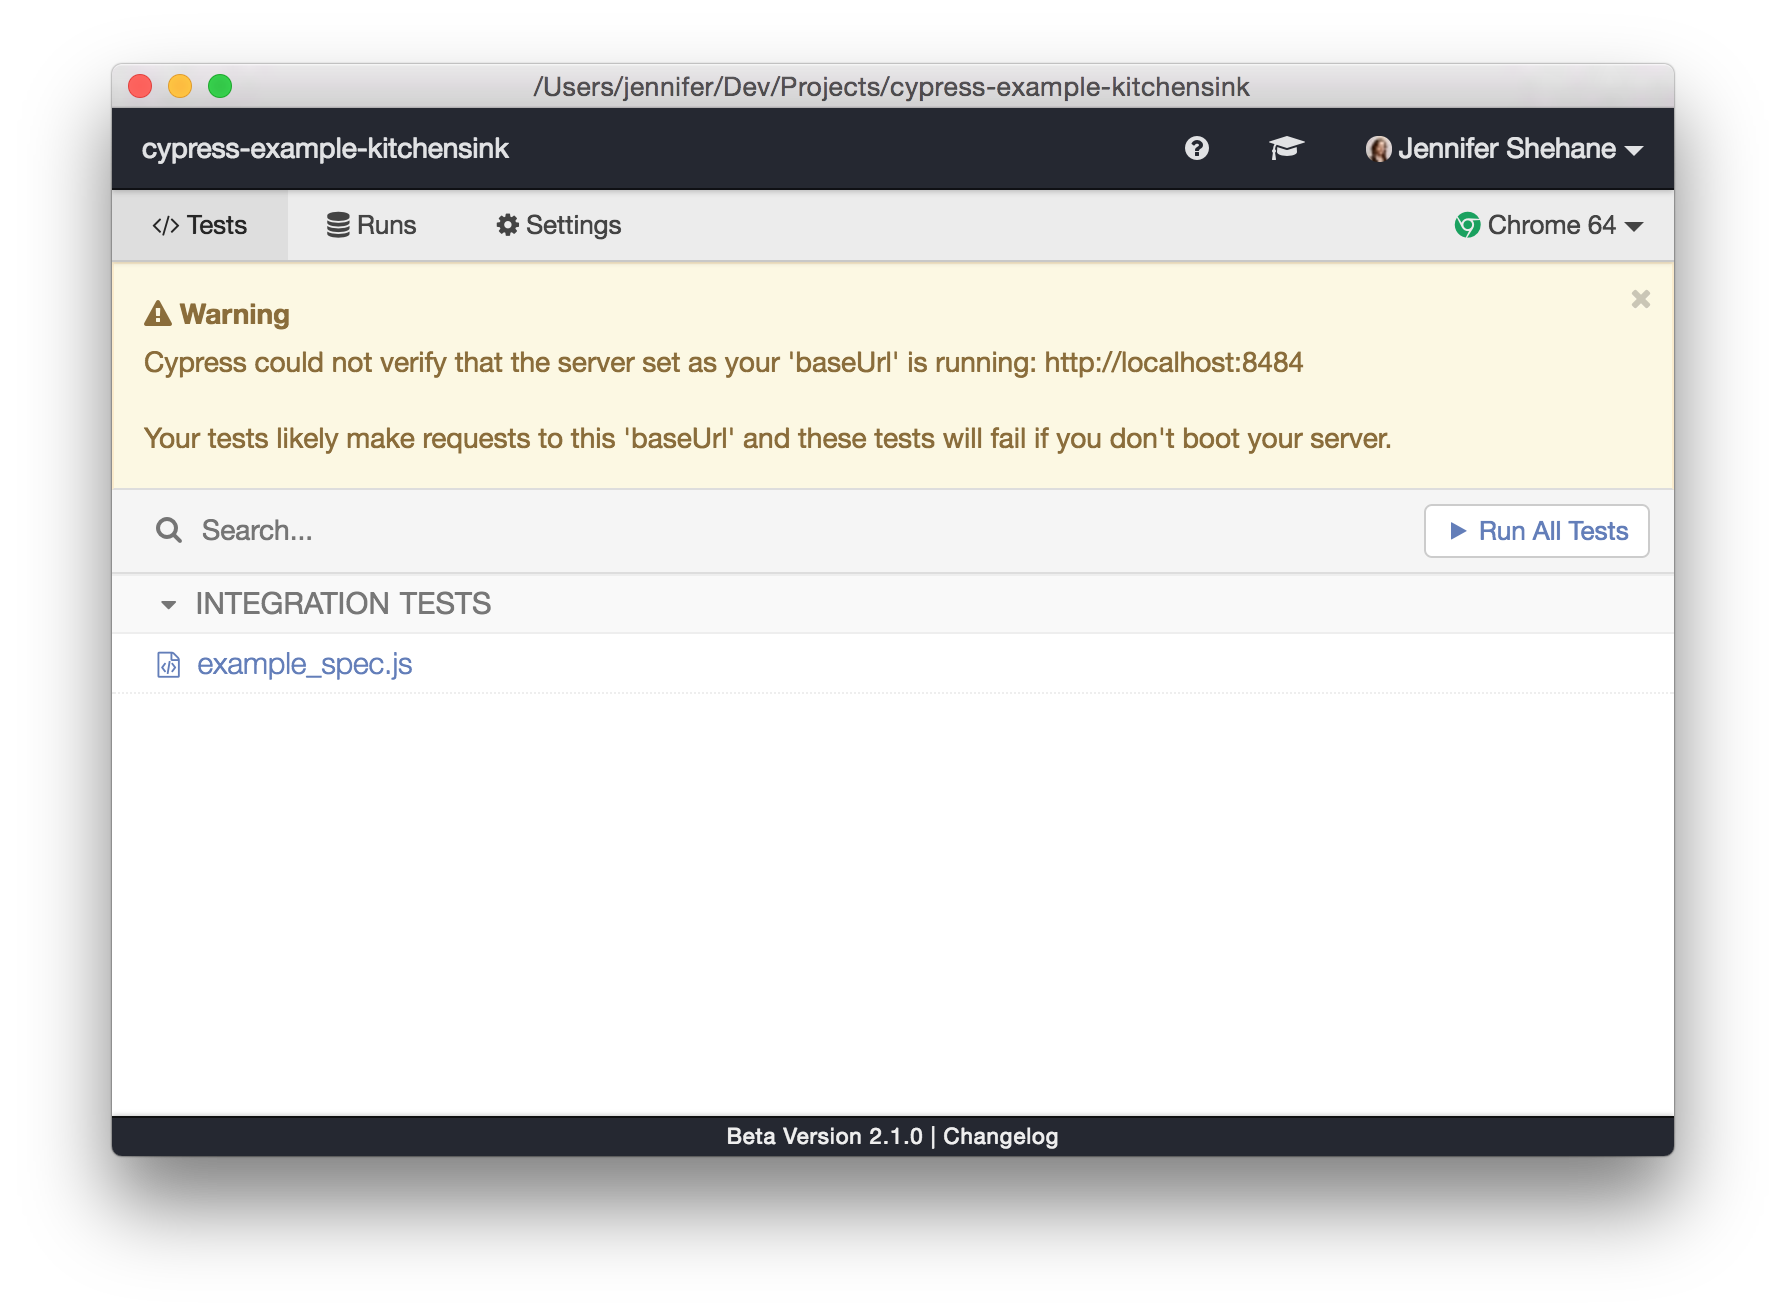 /Users/jennifer/Dev/Projects/cypress-example-kitchensink
cypress-example-kitchensink
Jennifer Shehane
Tests
Runs
Settings
Chrome 64
Warning
Cypress could not verify that the server set as your 'baseUrl' is running: http://localhost:8484
Your tests likely make requests to this 'baseUrl' and these tests will fail if you don't boot your server.
Search...
Run All Tests
INTEGRATION TESTS
example_spec.js
Beta Version 2.1.0 | Changelog